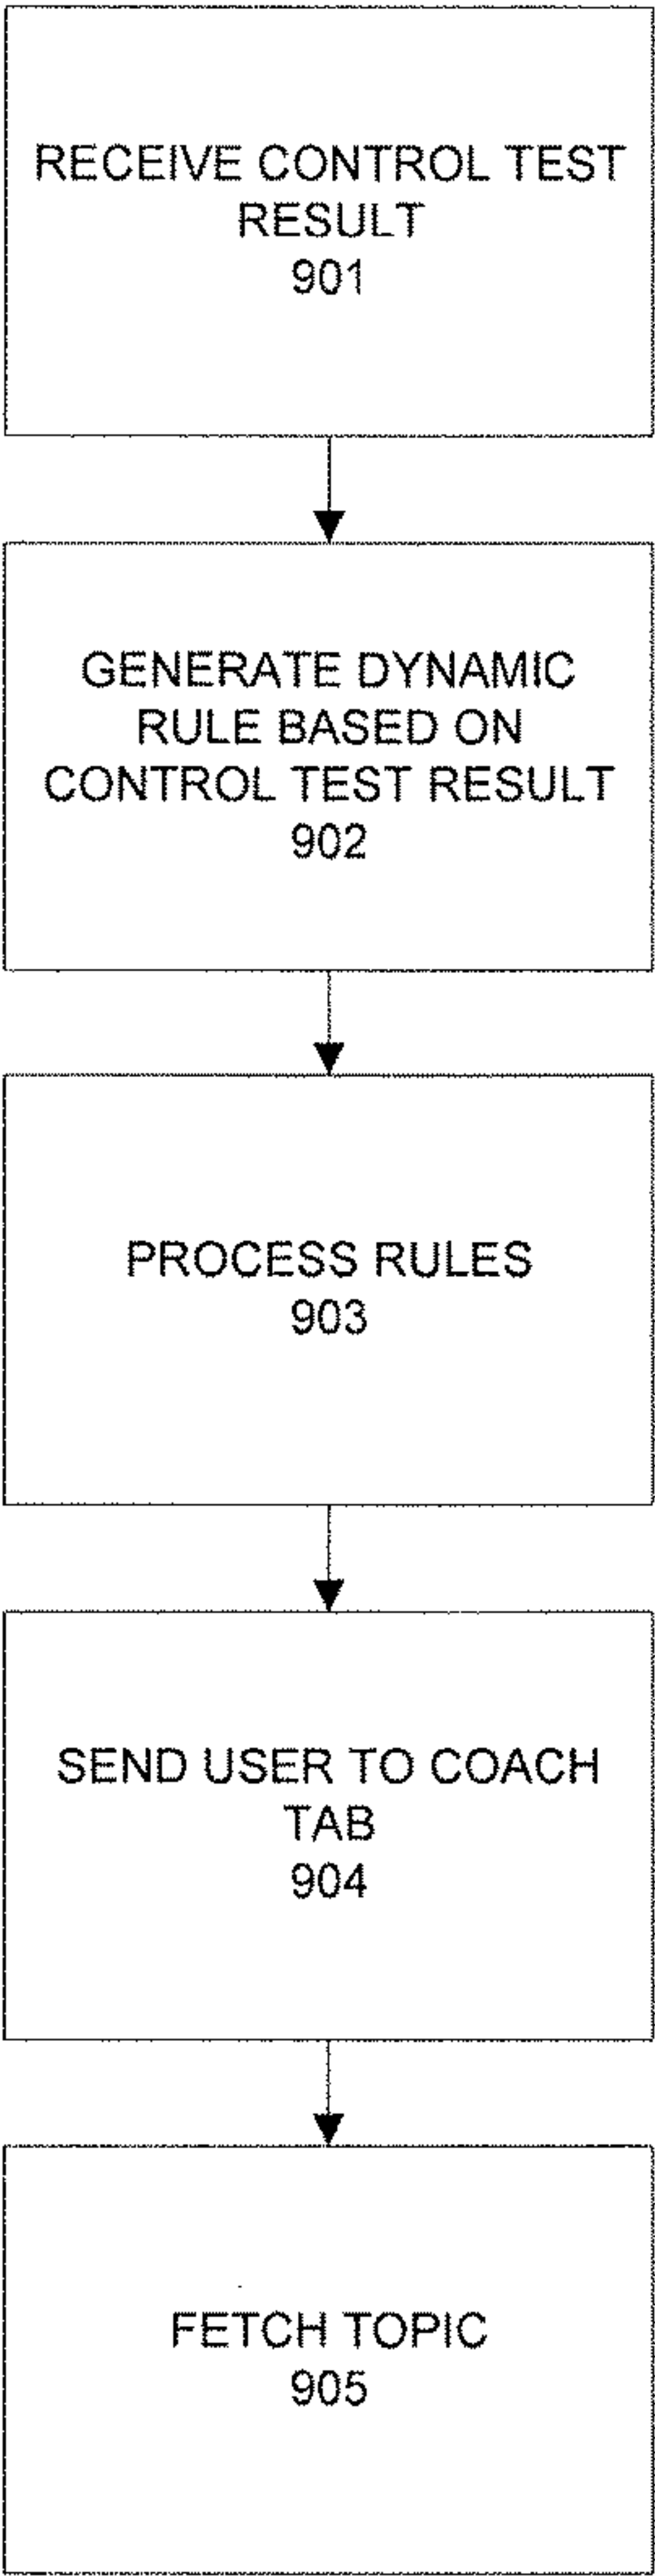 RECEIVE CONTROL TEST
RESULT
901
GENERATE DYNAMIC
RULE BASED ON
CONTROL TEST RESULT
902
PROCESS RULES
903
SEND USER TO COACH
TAB
904
FETCH TOPIC
905